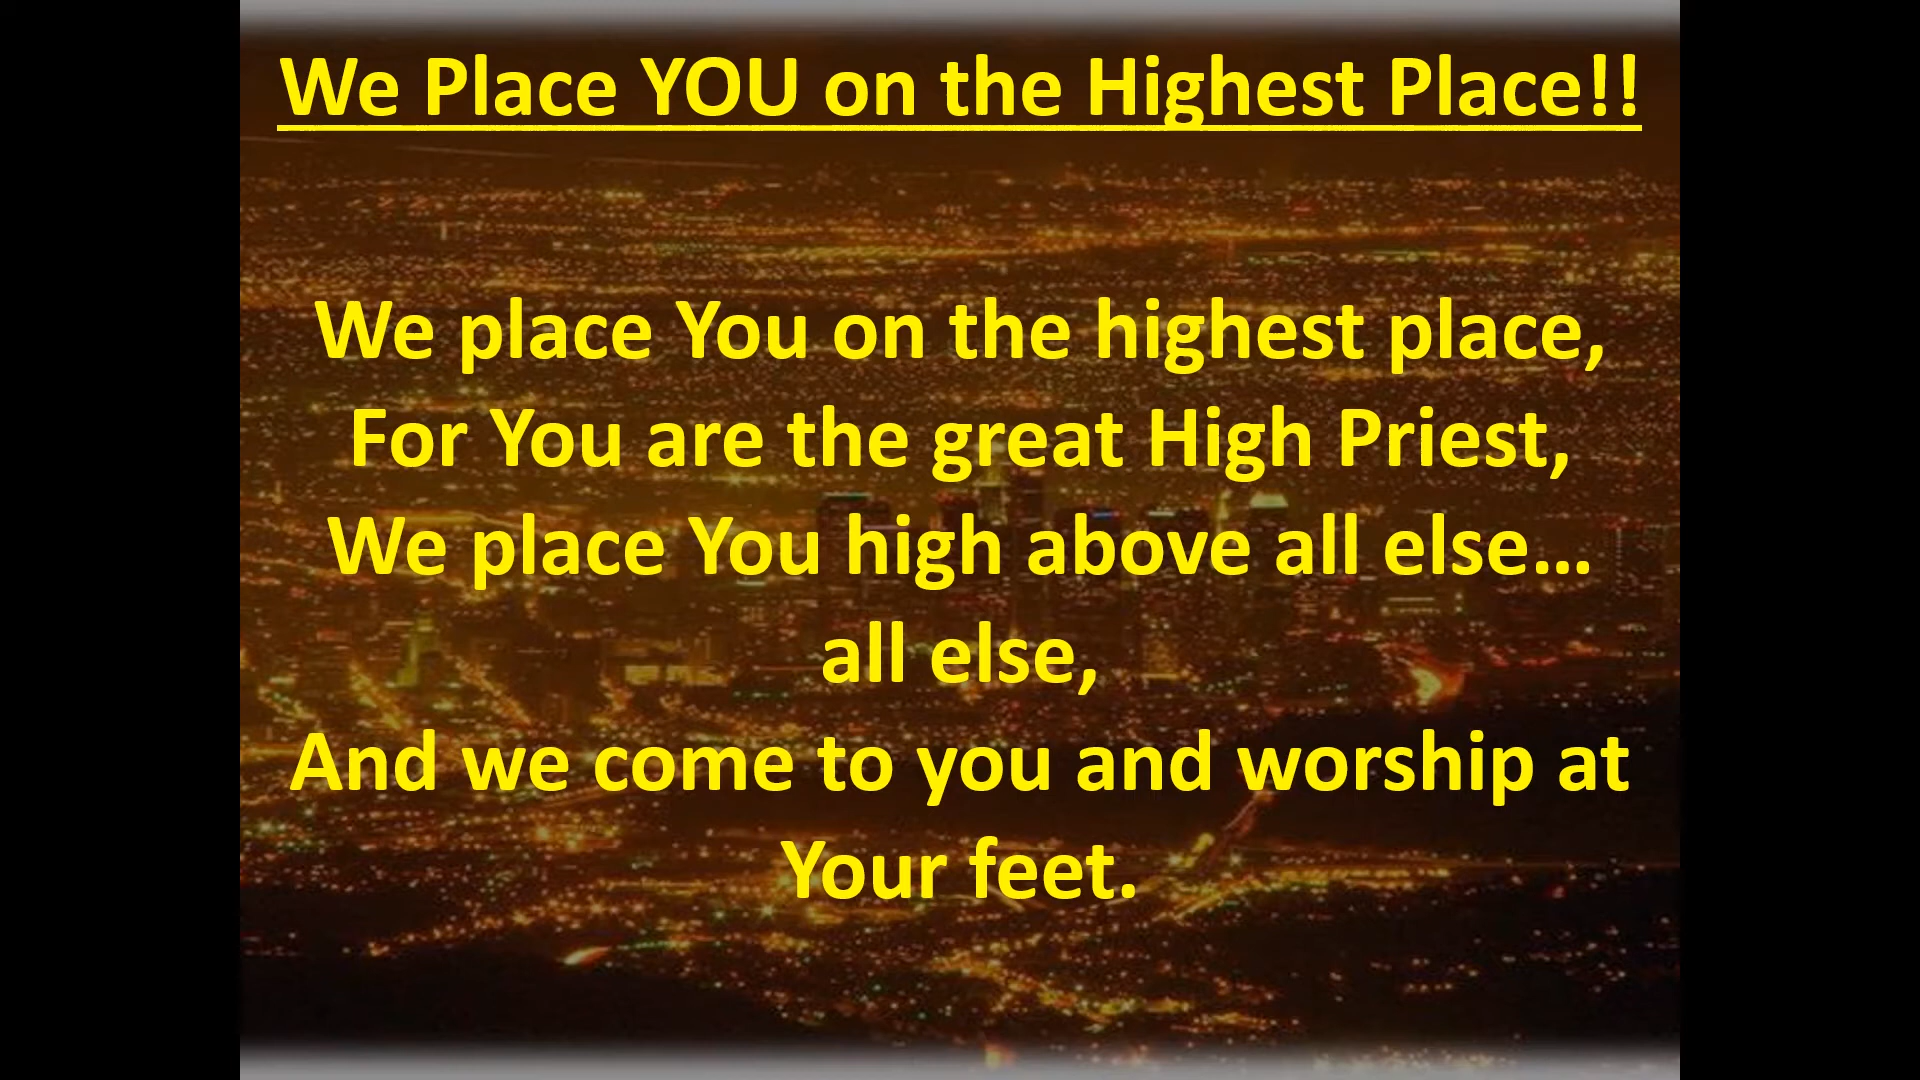 We Place YOU on the Highest Place!!
We place You on the highest place,
For You are the great High Priest,
We place You high above all else...
all else,
And we come to you and worship at
Your feet.